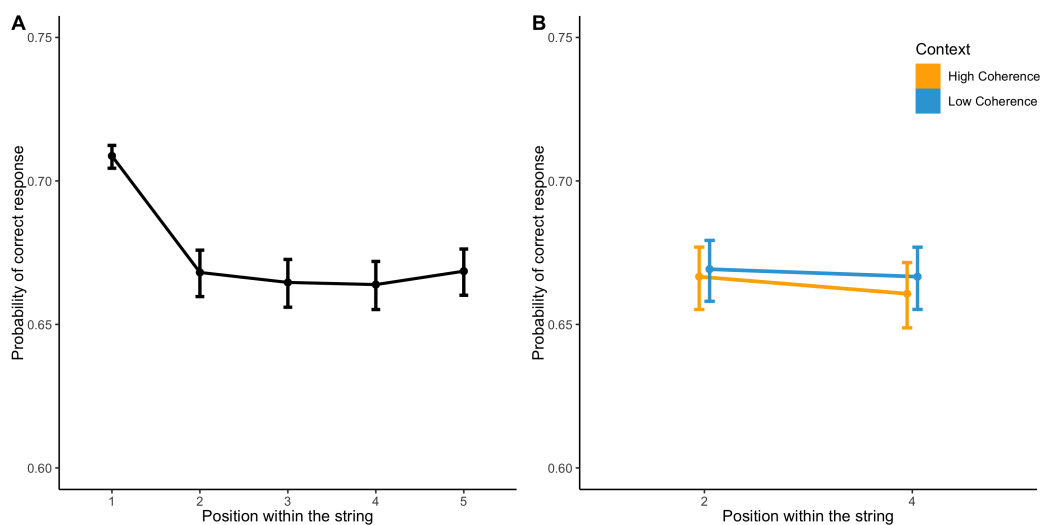 A
Probability of correct response
0.75
0.70
0.65
0.60
1 2 3 4 5
Position within the string
B
Probability of correct response
0.75
0.70
0.65
0.60
2 4
Position within the string
Context
High Coherence
Low Coherence